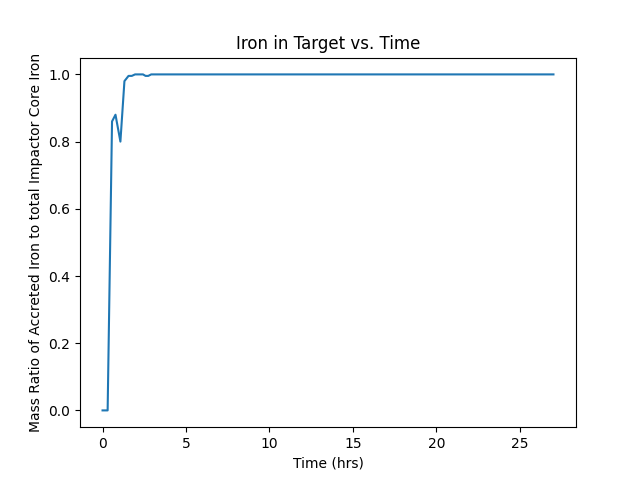 Iron in Target vs. Time
Mass Ratio of Accreted Iron to total Impactor Core Iron
1.0
0.8
0.6
0.4
0.2
0.0
0 5 10 15 20 25
Time (hrs)